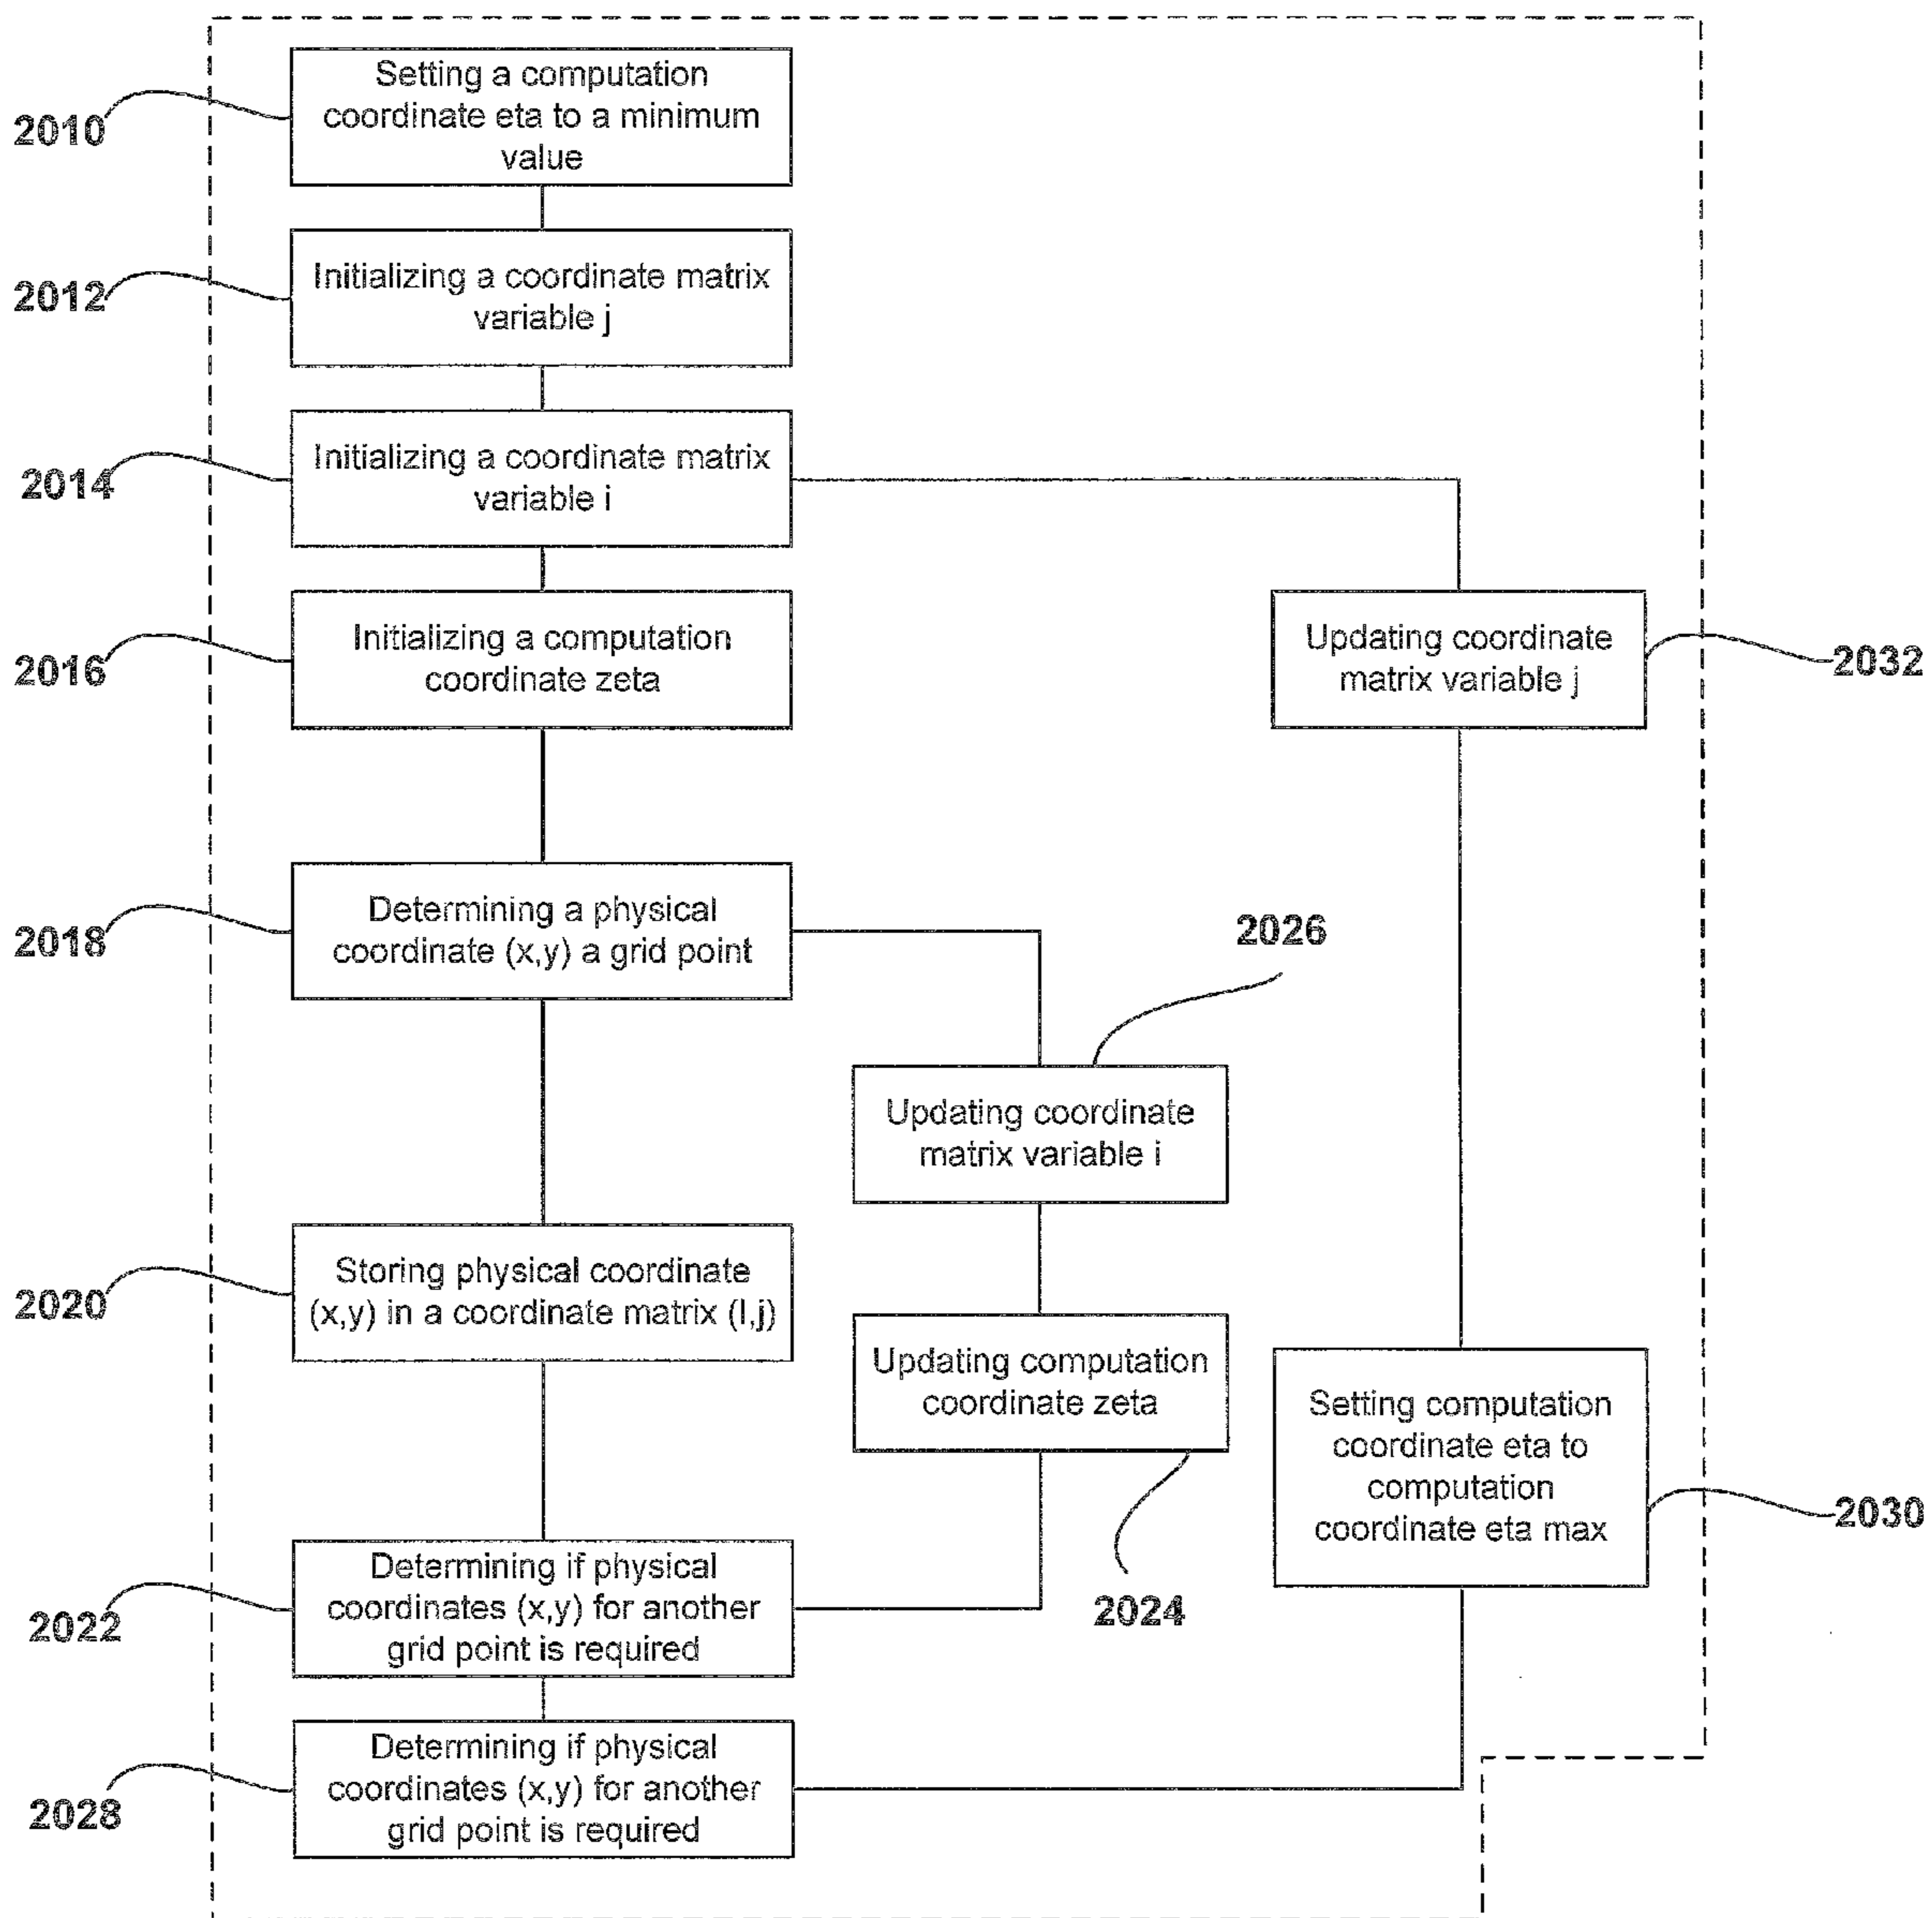 Setting a computation
coordinate eta to a minimum
value
2010
Initializing a coordinate matrix
variable j
2012
Initializing a coordinate matrix
variable i
2014
Initializing a computation
coordinate zeta
2016
Updating coordinate
matrix variable j
2032
Determining a physical
coordinate (x,y) a grid point
2018
2026
Updating coordinate
matrix variable i
Storing physical coordinate
(x,y) in a coordinate matrix (I,j)
2020
Updating computation
coordinate zeta
2024
Setting computation
coordinate eta to
computation
coordinate eta max
2030
Determining if physical
coordinates (x,y) for another
grid point is required
2022
Determining if physical
coordinates (x,y) for another
grid point is required
2028